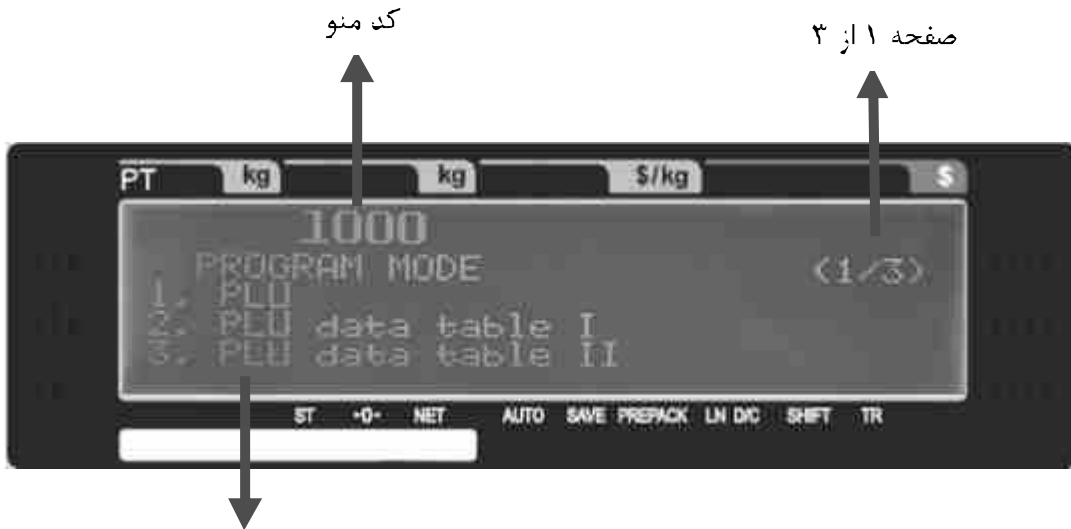 کد منو
صفحه ۱ از ۳
PT kg kg $/kg $
1000
PROGRAM MODE (1/3)
1. PLU
2. PLU data table I
3. PLU data table II
ST -0- NET AUTO SAVE PREPACK LN D/C SHIFT TR